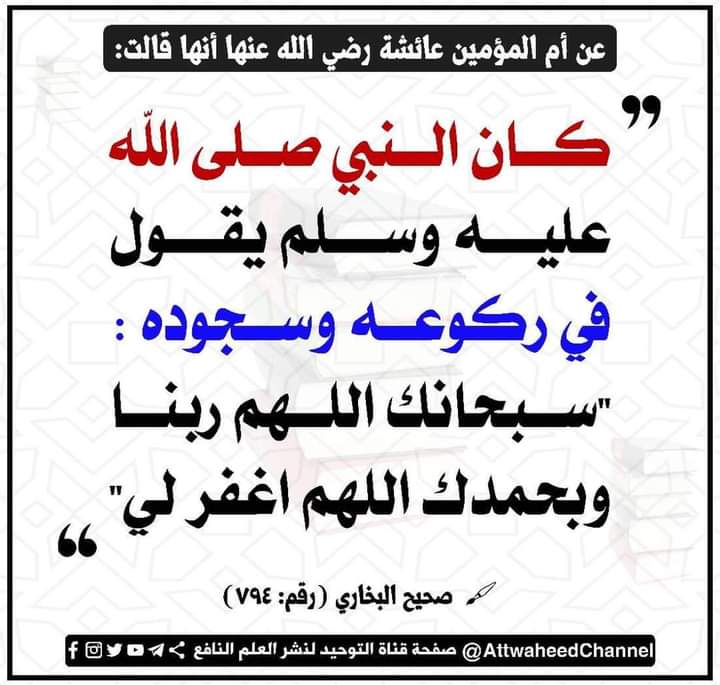 عن أم المؤمين عائشة رضي الله عنها أنها قالت:
كان النبي صلى الله
عليه وسلم يقول
في ركوعه وسجوده :
"سبحانك اللهم ربنا
وبحمدك اللهم اغفر لي"
صحيح البخاري (رقم: ٧٩٤)
@AttwaheedChannel صفحة قناة التوحيد لنشر العلم النافع